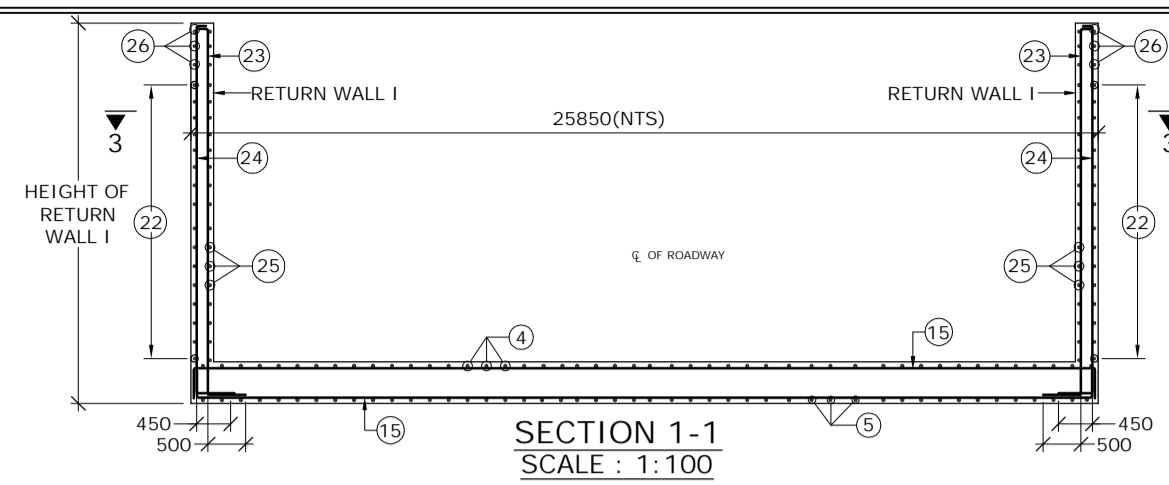 26
23
RETURN WALL I
3
25850(NTS)
24
HEIGHT OF
RETURN
WALL I
22
25
℄ OF ROADWAY
4
15
450
500
15
5
23
26
RETURN WALL I
24
22
25
450
500
SECTION 1-1
SCALE : 1:100